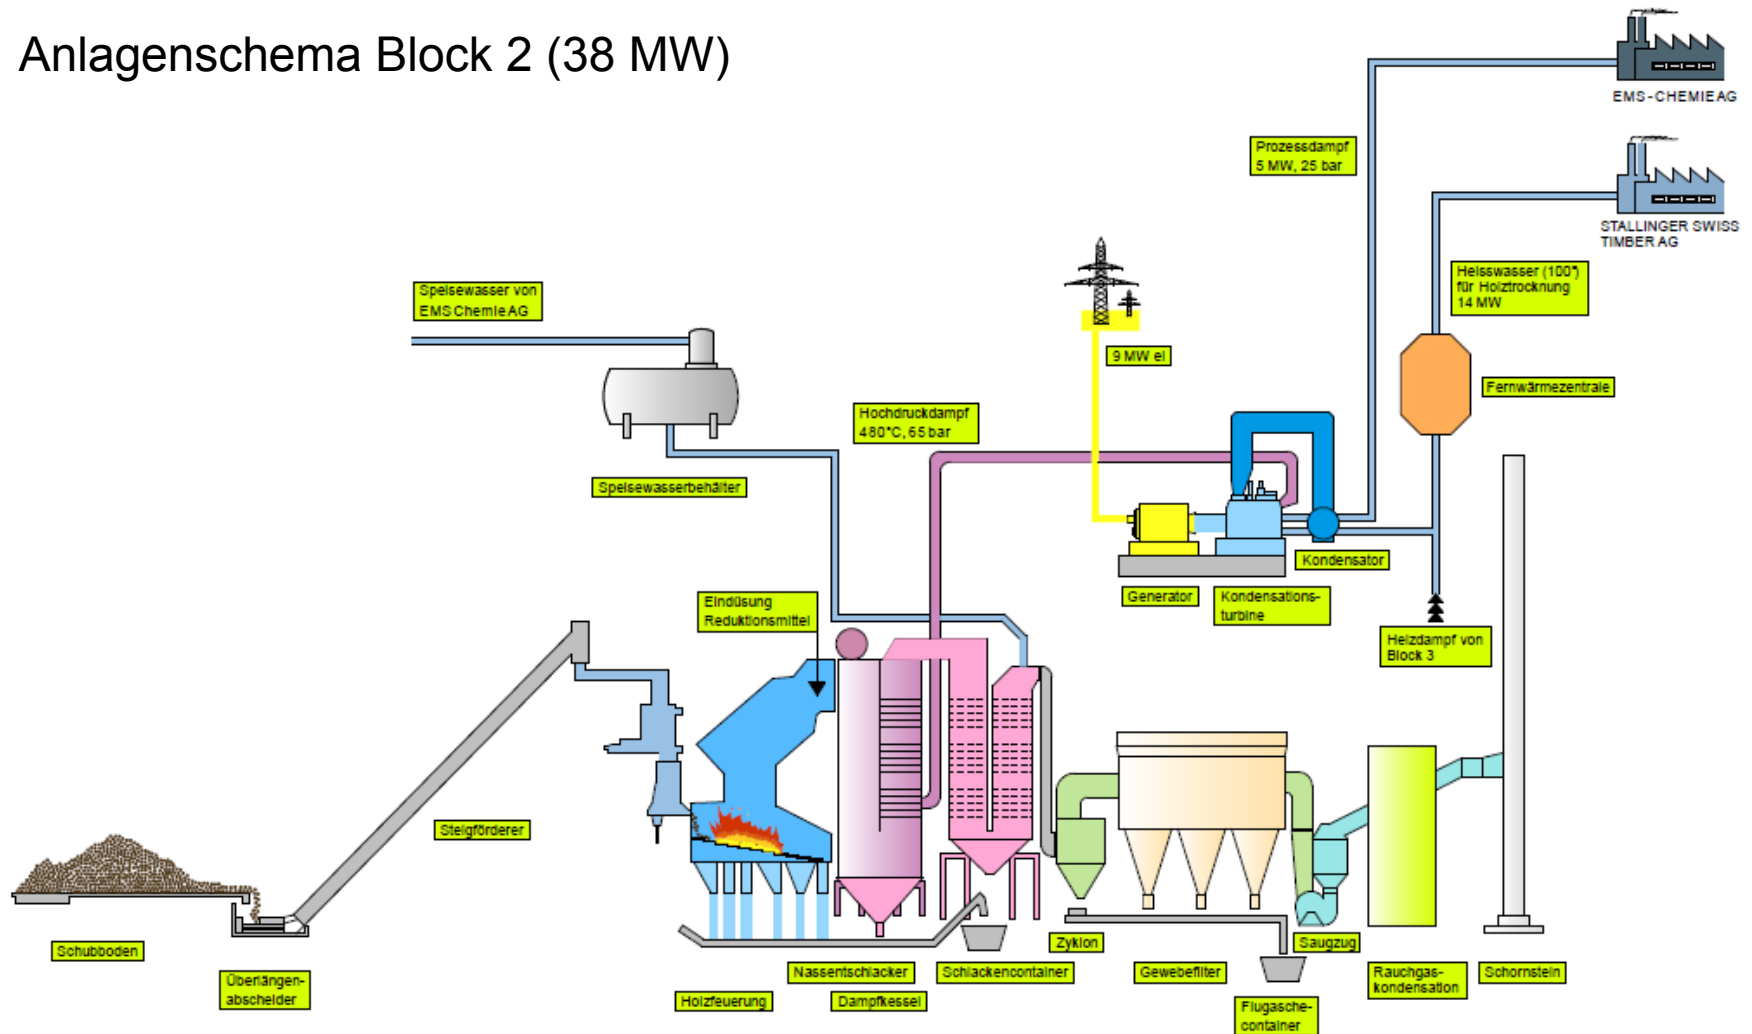 Anlagenschema Block 2 (38 MW)
EMS-CHEMIE AG
Prozessdampf
5 MW, 25 bar
STALLINGER SWISS
TIMBER AG
Heisswasser (100°)
für Holztrocknung
14 MW
Speisewasser von
EMS Chemie AG
9 MW el
Fernwärmezentrale
Hochdruckdampf
480°C, 65 bar
Speisewasserbehälter
Kondensator
Generator
Kondensations-
turbine
Eindüsung
Reduktionsmittel
Heizdampf von
Block 3
Steigförderer
Schubboden
Überlängen-
abscheider
Holzfeuerung
Nassentschlacker
Dampfkessel
Schlackencontainer
Zyklon
Gewebefilter
Saugzug
Flugasche-
container
Rauchgas-
kondensation
Schornstein